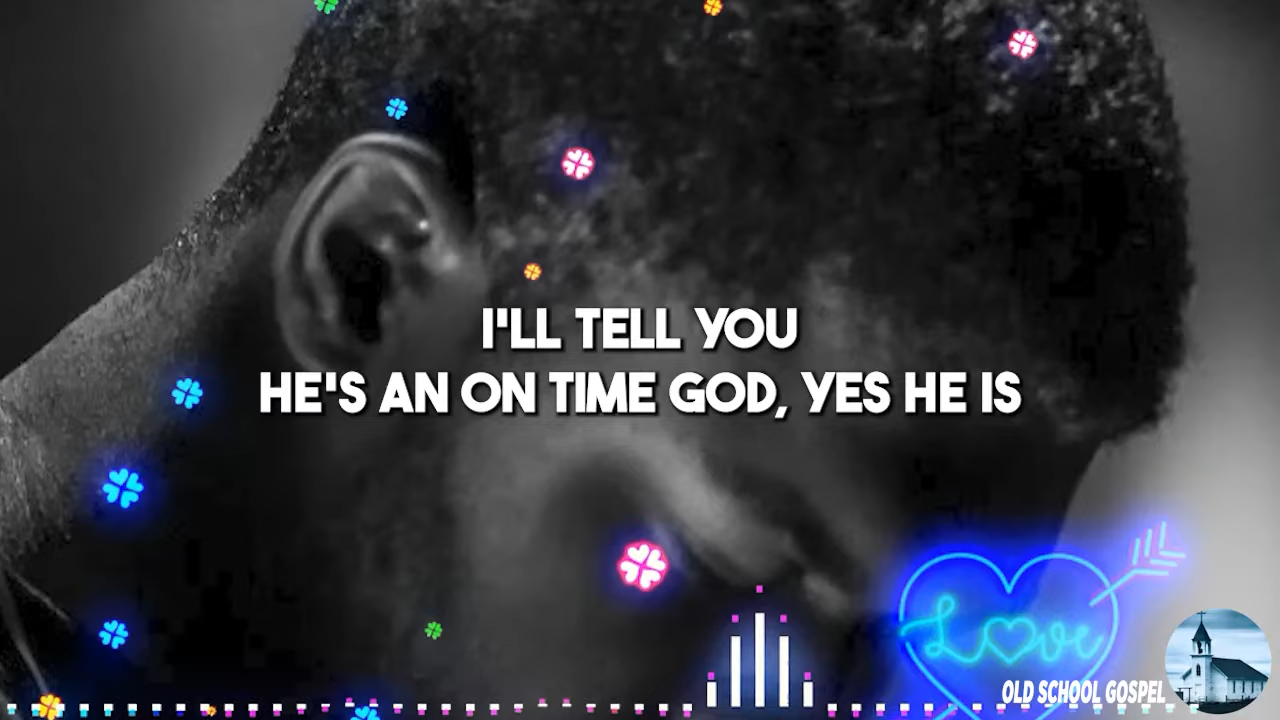 I'LL TELL YOU
HE'S AN ON TIME GOD, YES HE IS
Love
OLD SCHOOL GOSPEL